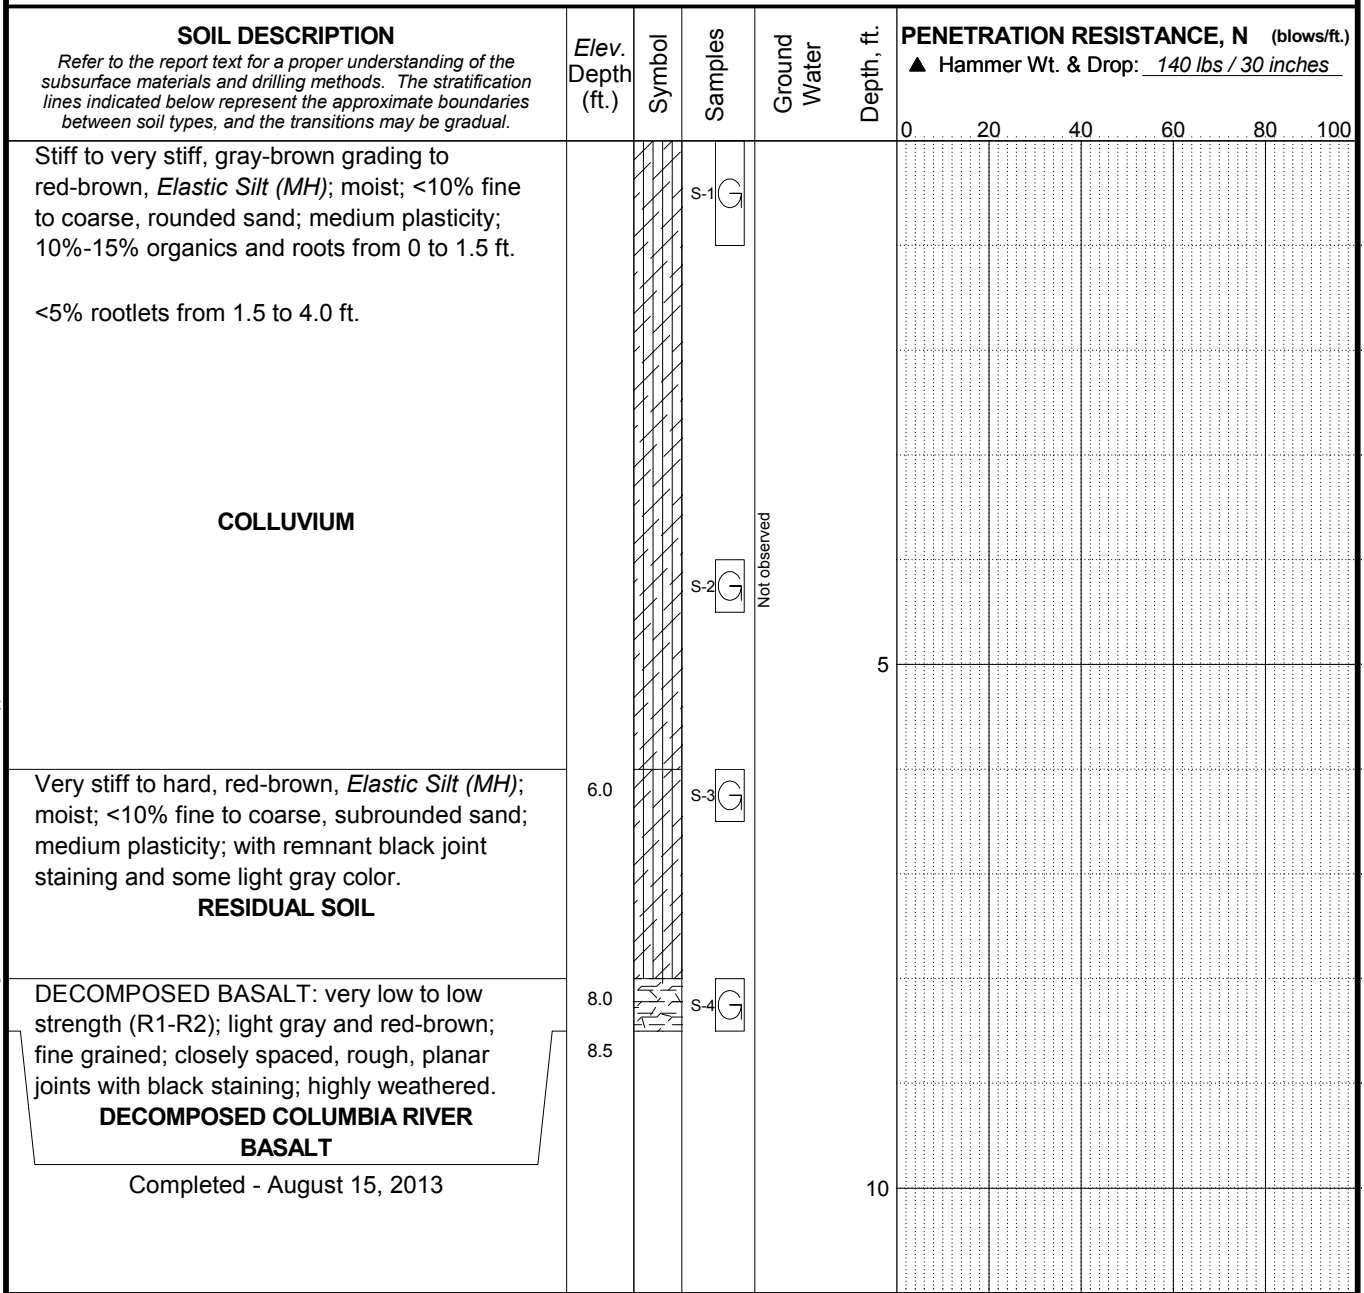 SOIL DESCRIPTION
Refer to the report text for a proper understanding of the
subsurface materials and drilling methods. The stratification
lines indicated below represent the approximate boundaries
between soil types, and the transitions may be gradual.
Elev.
Depth
(ft.)
Symbol
Samples
Ground
Water
Depth, ft.
PENETRATION RESISTANCE, N (blows/ft.)
▲ Hammer Wt. & Drop: 140 lbs / 30 inches
0 20 40 60 80 100
Stiff to very stiff, gray-brown grading to
red-brown, Elastic Silt (MH); moist; <10% fine
to coarse, rounded sand; medium plasticity;
10%-15% organics and roots from 0 to 1.5 ft.
S-1 G
<5% rootlets from 1.5 to 4.0 ft.
COLLUVIUM
S-2 G
Not observed
5
Very stiff to hard, red-brown, Elastic Silt (MH);
moist; <10% fine to coarse, subrounded sand;
medium plasticity; with remnant black joint
staining and some light gray color.
RESIDUAL SOIL
6.0
S-3 G
DECOMPOSED BASALT: very low to low
strength (R1-R2); light gray and red-brown;
fine grained; closely spaced, rough, planar
joints with black staining; highly weathered.
DECOMPOSED COLUMBIA RIVER
BASALT
8.0
S-4 G
8.5
Completed - August 15, 2013
10